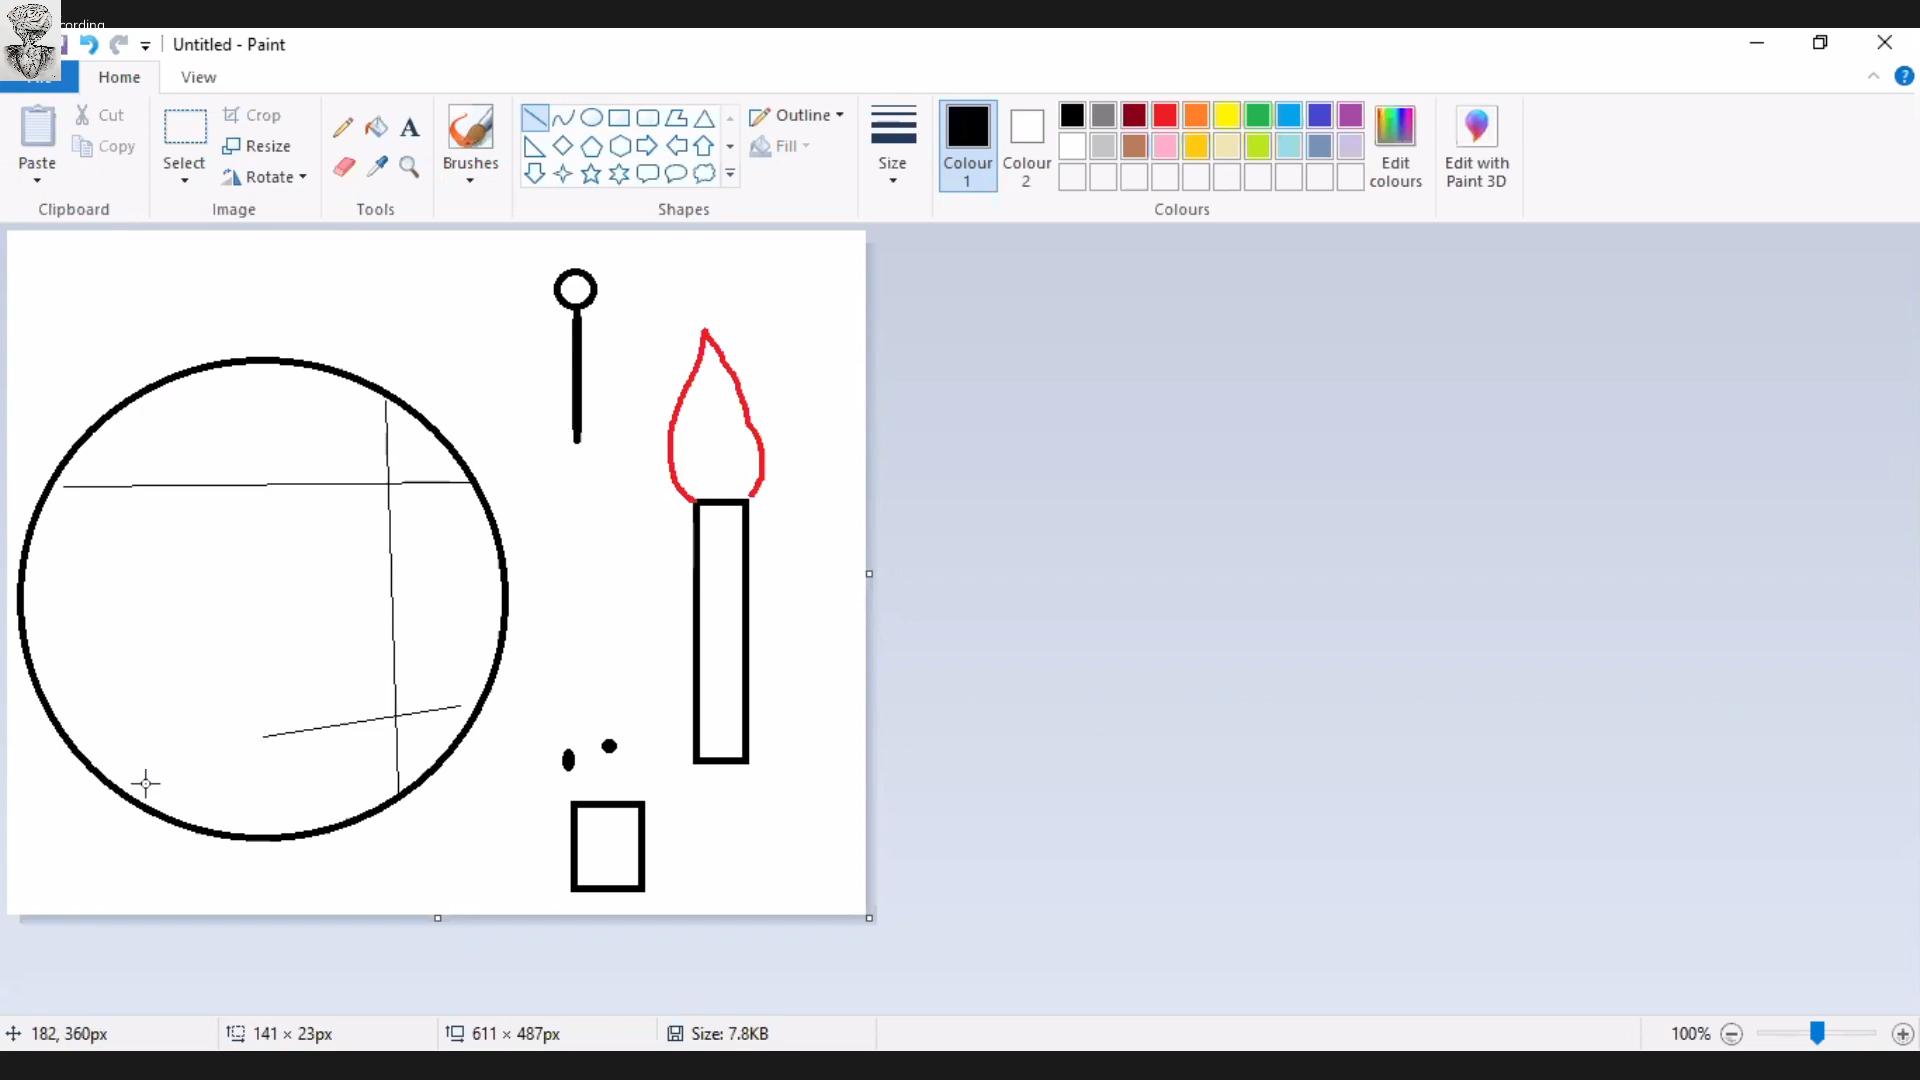 cording
Untitled - Paint
Home
View
Paste
Cut
Copy
Clipboard
Select
Crop
Resize
Rotate
Image
A
Tools
Brushes
Outline
Fill
Shapes
Size
Colour
1
Colour
2
Edit
colours
Edit with
Paint 3D
Colours
182, 360px
141 × 23px
611 × 487px
Size: 7.8KB
100%